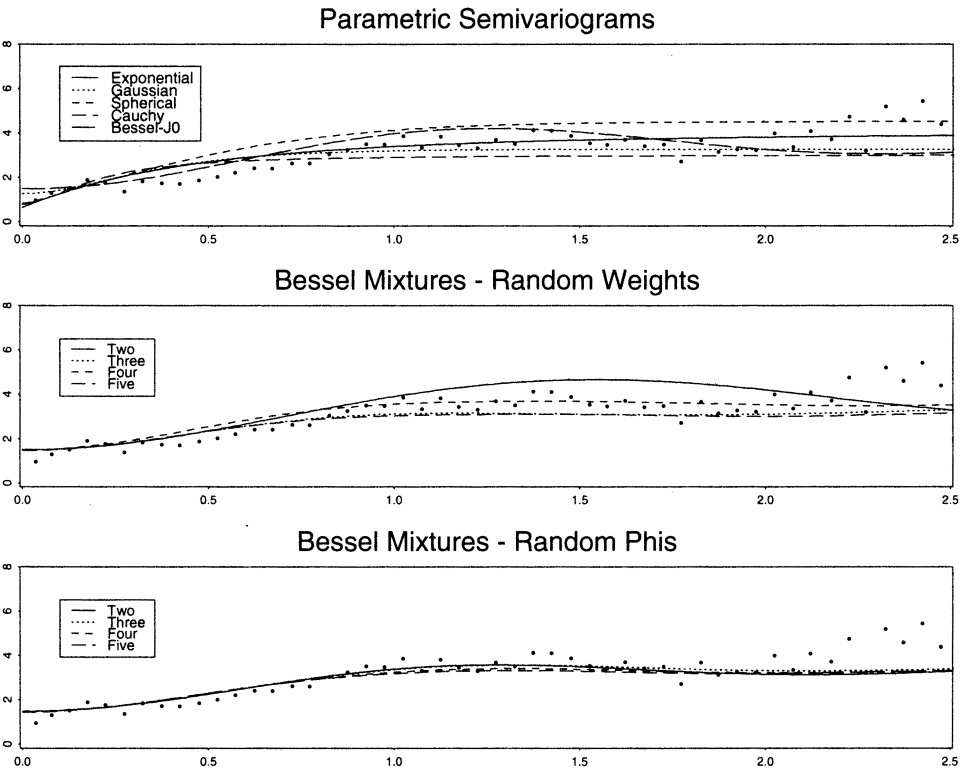 Parametric Semivariograms
8
6
4
2
0
Exponential
Gaussian
Spherical
Cauchy
Bessel-J0
0.0 0.5 1.0 1.5 2.0 2.5
Bessel Mixtures - Random Weights
8
6
4
2
0
Two
Three
Four
Five
0.0 0.5 1.0 1.5 2.0 2.5
Bessel Mixtures - Random Phis
8
6
4
2
0
Two
Three
Four
Five
0.0 0.5 1.0 1.5 2.0 2.5